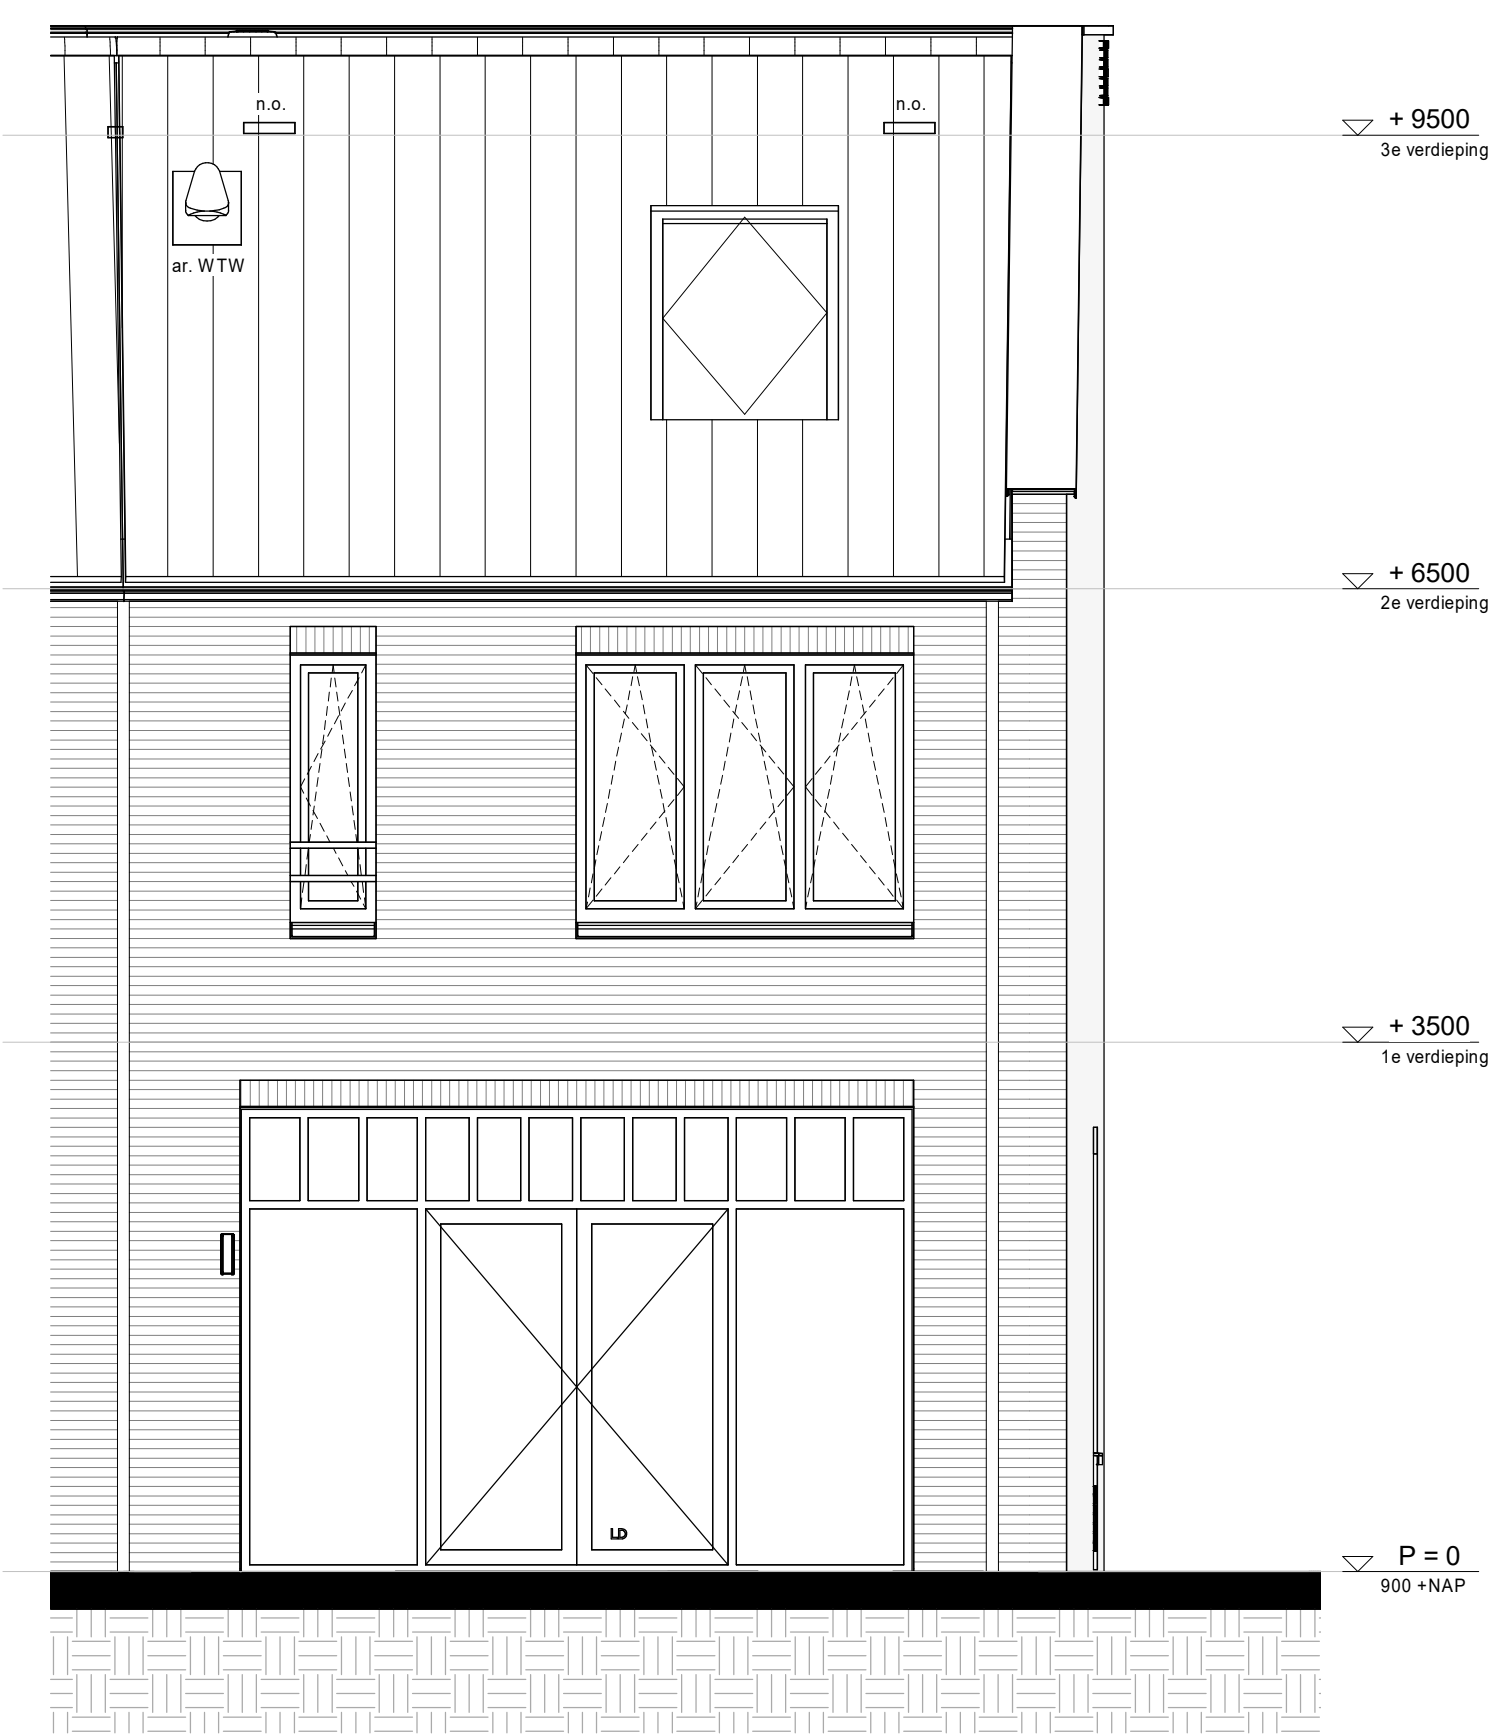 n.o.
n.o.
+ 9500
3e verdieping
ar. WTW
+ 6500
2e verdieping
+ 3500
1e verdieping
LD
P = 0
900 +NAP